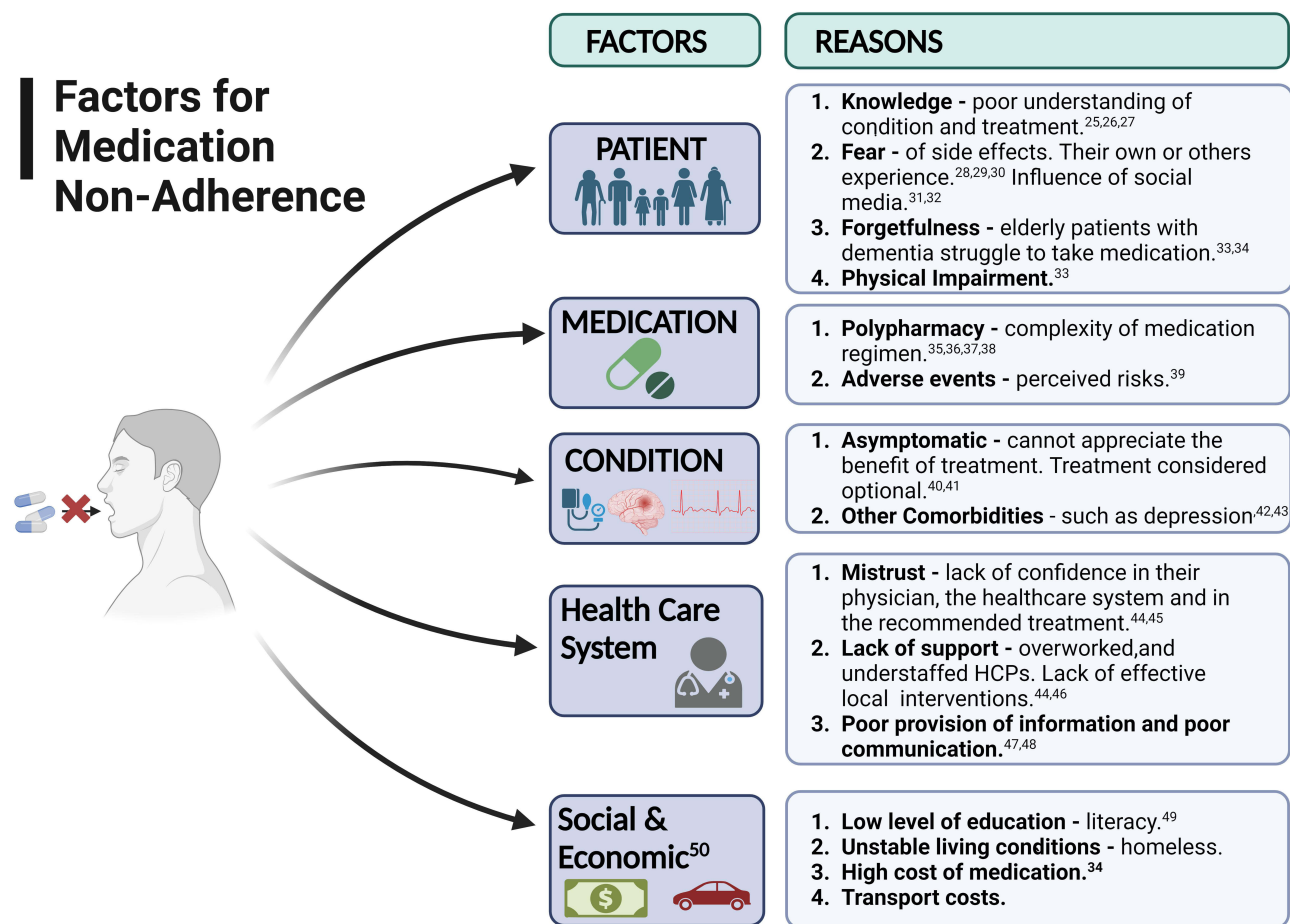 Factors for
Medication
Non-Adherence
FACTORS
REASONS
PATIENT
1. Knowledge - poor understanding of
condition and treatment.25,26,27
2. Fear - of side effects. Their own or others
experience.28,29,30 Influence of social
media.31,32
3. Forgetfulness - elderly patients with
dementia struggle to take medication.33,34
4. Physical Impairment.33
MEDICATION
1. Polypharmacy - complexity of medication
regimen.35,36,37,38
2. Adverse events - perceived risks.39
CONDITION
1. Asymptomatic - cannot appreciate the
benefit of treatment. Treatment considered
optional.40,41
2. Other Comorbidities - such as depression.42,43
Health Care
System
1. Mistrust - lack of confidence in their
physician, the healthcare system and in
the recommended treatment.44,45
2. Lack of support - overworked,and
understaffed HCPs. Lack of effective
local interventions.44,46
3. Poor provision of information and poor
communication.47,48
Social &
Economic50
$
1. Low level of education - literacy.49
2. Unstable living conditions - homeless.
3. High cost of medication.34
4. Transport costs.